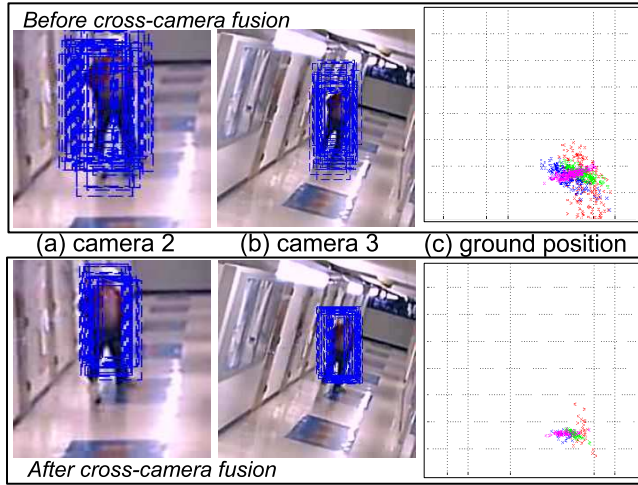 Before cross-camera fusion
(a) camera 2
(b) camera 3
(c) ground position
After cross-camera fusion